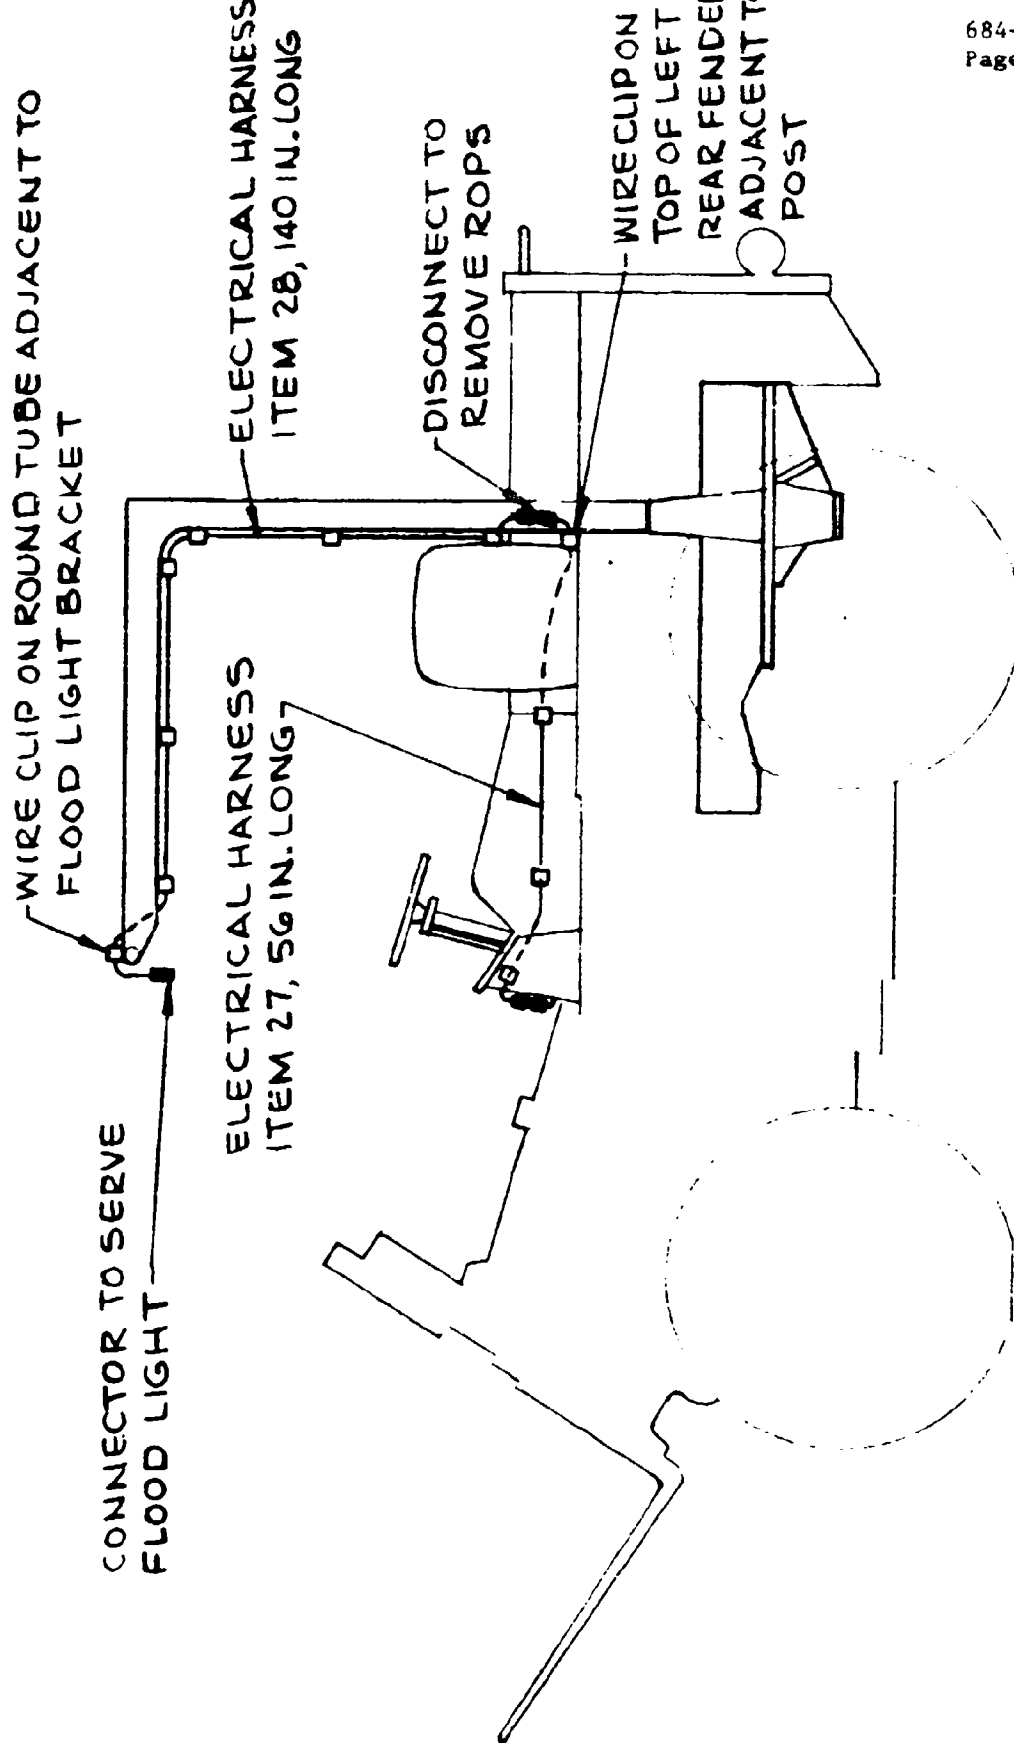 WIRE CLIP ON ROUND TUBE ADJACENT TO
FLOOD LIGHT BRACKET
CONNECTOR TO SERVE
FLOOD LIGHT
ELECTRICAL HARNESS
ITEM 28, 140 IN. LONG
ELECTRICAL HARNESS
ITEM 27, 56 IN. LONG
DISCONNECT TO
REMOVE ROPS
WIRE CLIP ON
TOP OF LEFT
REAR FENDER
ADJACENT TO
POST
684-
Page